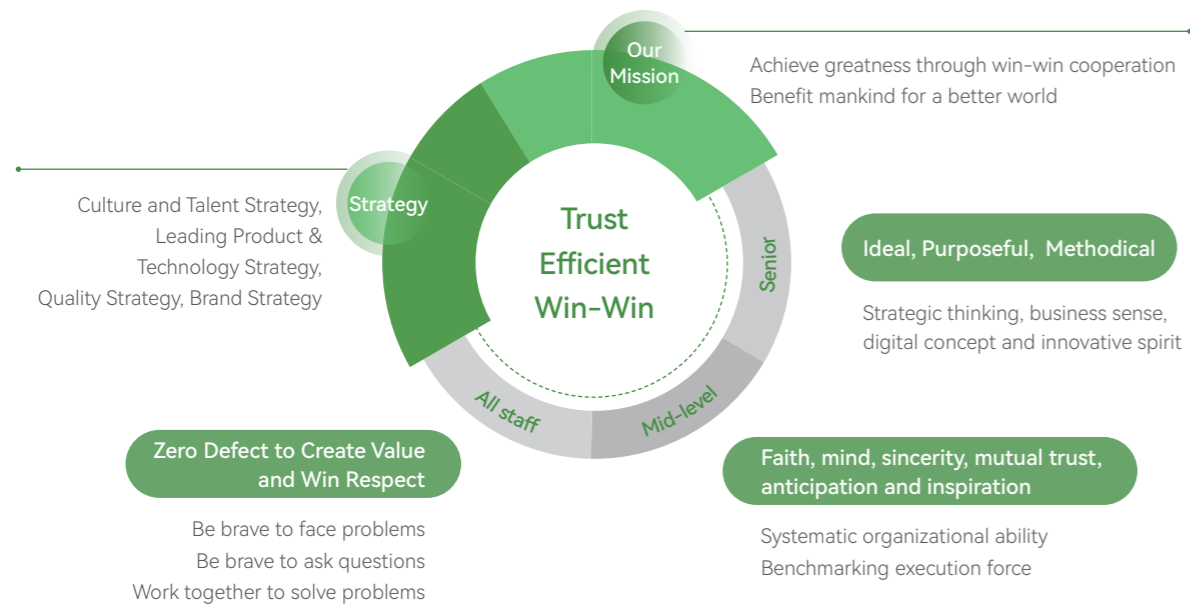 Our
Mission
Achieve greatness through win-win cooperation
Benefit mankind for a better world
Strategy
Culture and Talent Strategy,
Leading Product &
Technology Strategy,
Quality Strategy, Brand Strategy
Trust
Efficient
Win-Win
Senior
Ideal, Purposeful,  Methodical
Strategic thinking, business sense,
digital concept and innovative spirit
All staff
Mid-level
Zero Defect to Create Value
and Win Respect
Be brave to face problems
Be brave to ask questions
Work together to solve problems
Faith, mind, sincerity, mutual trust,
anticipation and inspiration
Systematic organizational ability
Benchmarking execution force